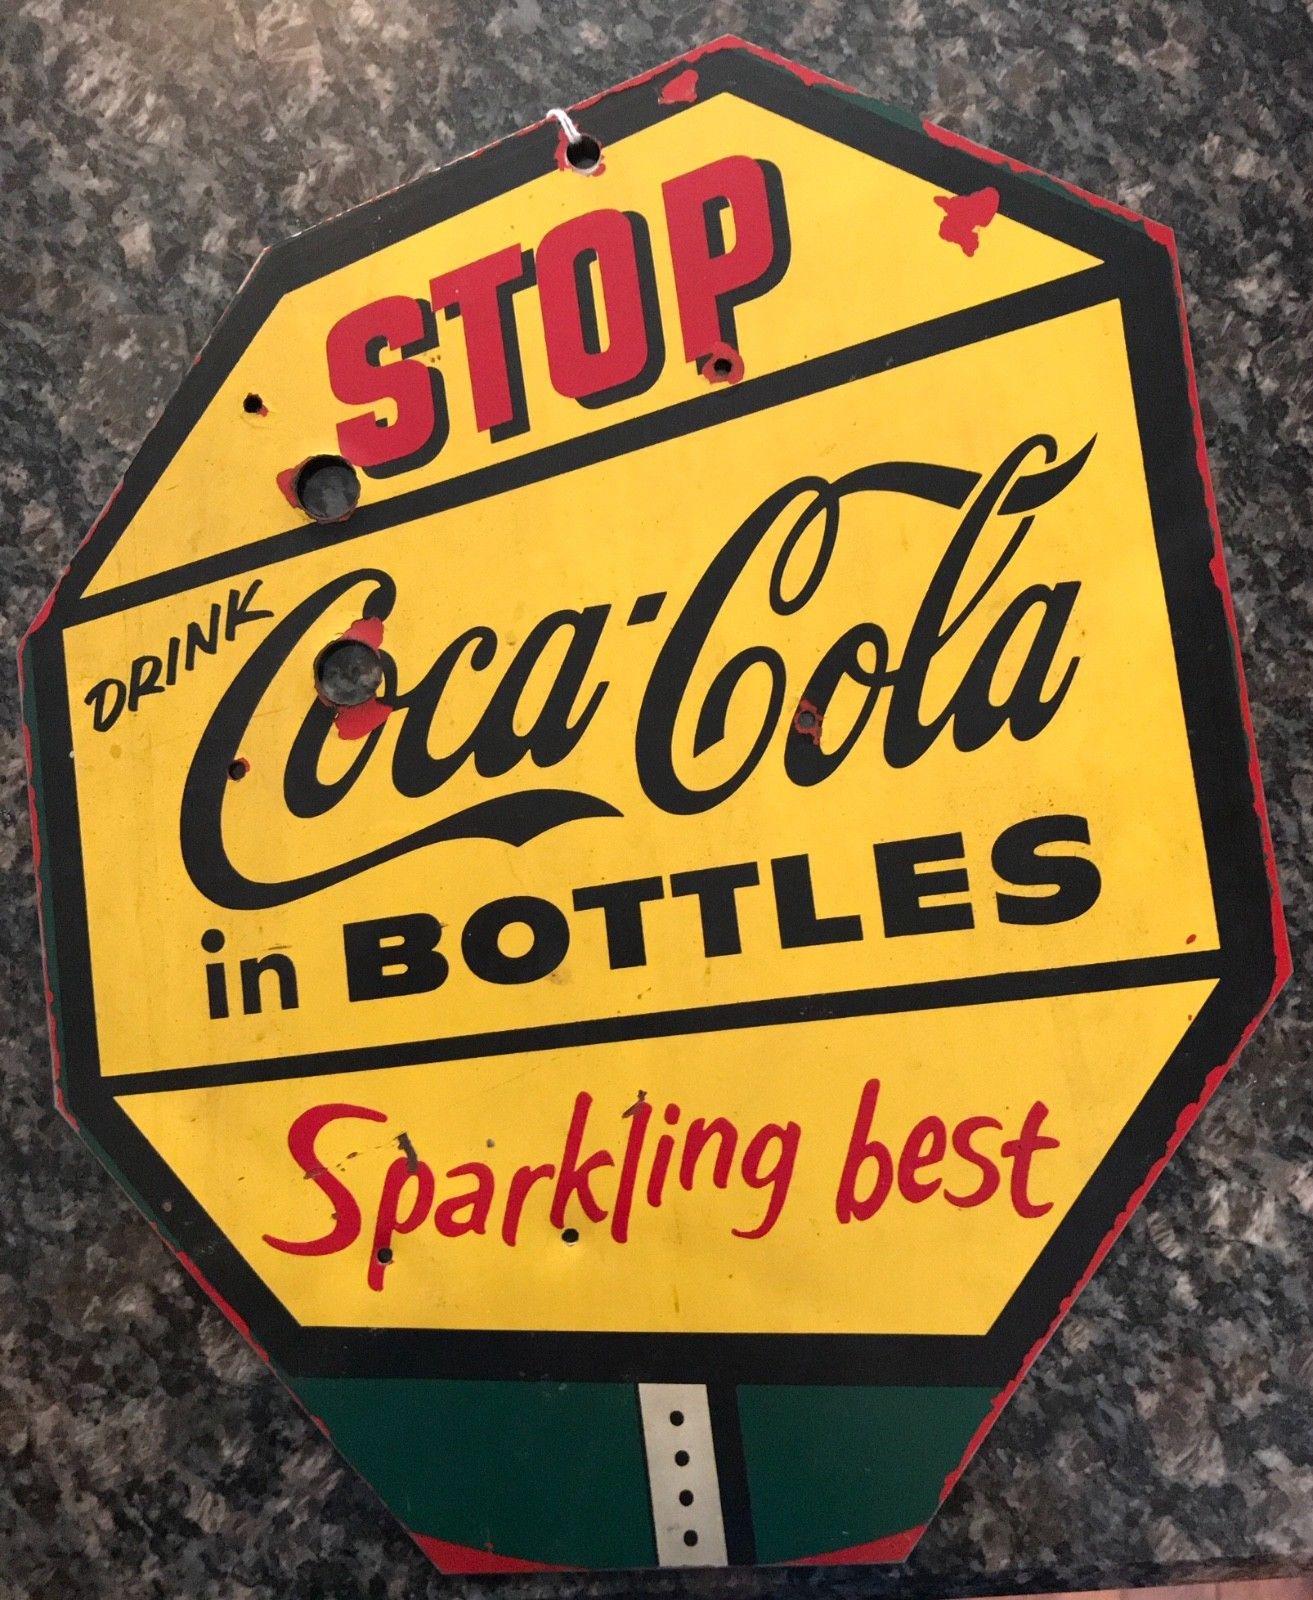 STOP
DRINK
Coca-Cola
in BOTTLES
Sparkling best